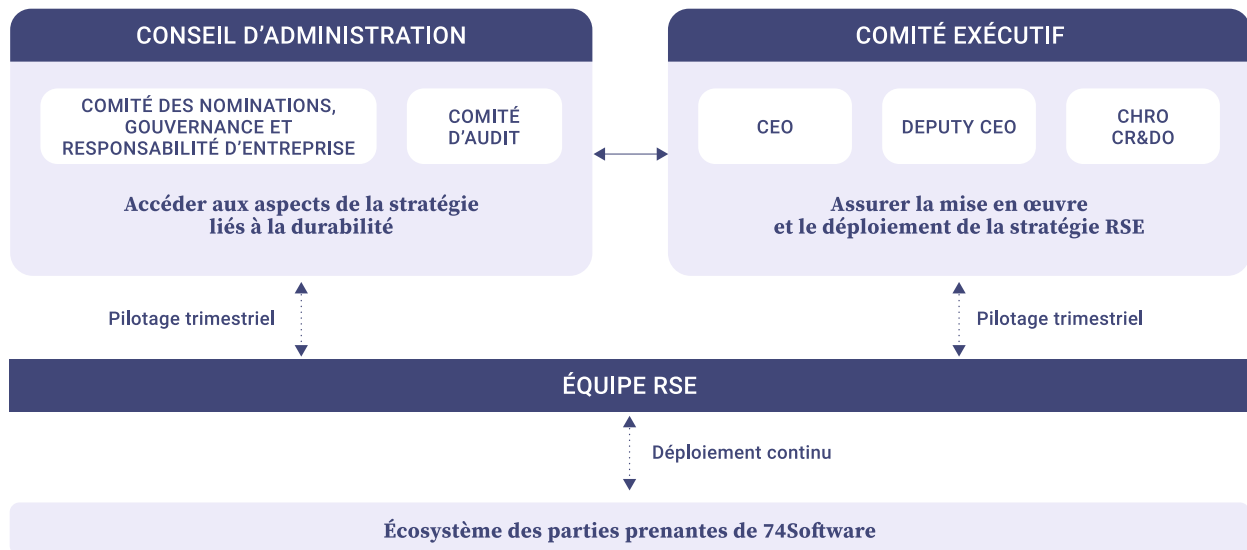 CONSEIL D’ADMINISTRATION
COMITÉ DES NOMINATIONS,
GOUVERNANCE ET
RESPONSABILITÉ D’ENTREPRISE
COMITÉ
D’AUDIT
Accéder aux aspects de la stratégie
liés à la durabilité
COMITÉ EXÉCUTIF
CEO
DEPUTY CEO
CHRO
CR&DO
Assurer la mise en œuvre
et le déploiement de la stratégie RSE
Pilotage trimestriel
Pilotage trimestriel
ÉQUIPE RSE
Déploiement continu
Écosystème des parties prenantes de 74Software